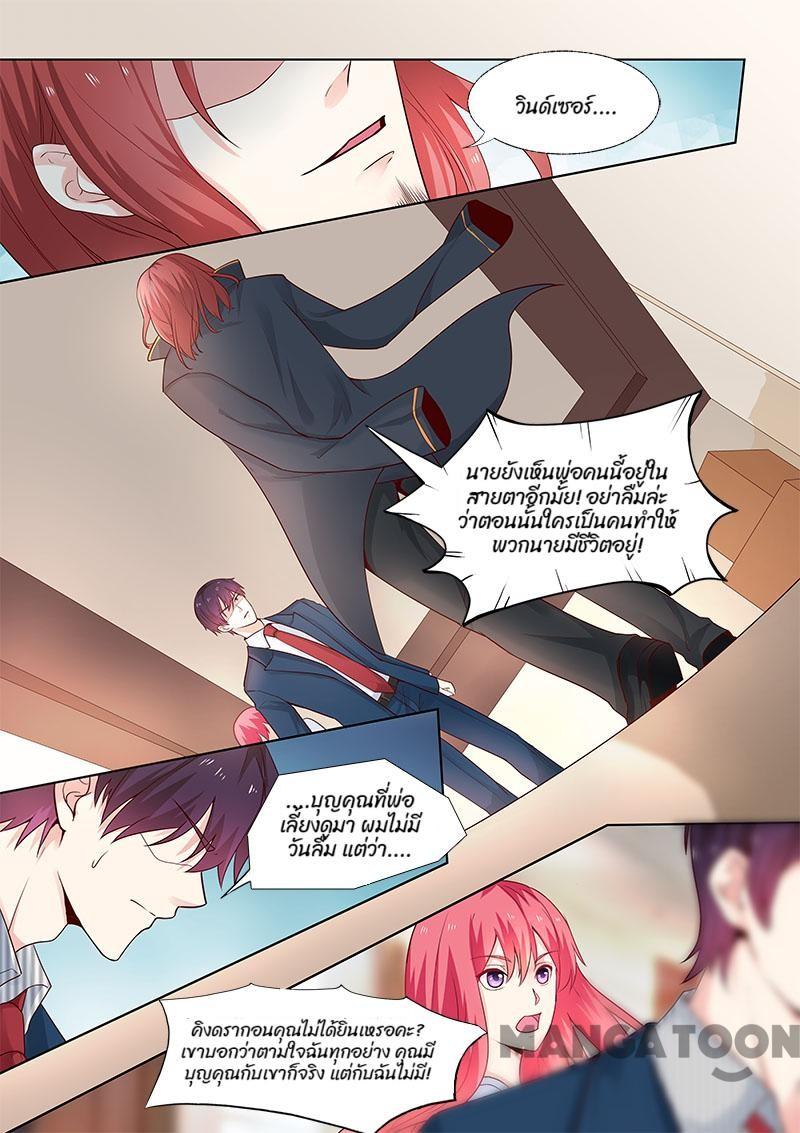 วินด์เซอร์....
นายยังเห็นพ่อคนนี้อยู่ใน
สายตาอีกมั้ย! อย่าลืมล่ะ
ว่าตอนนั้นใครเป็นคนทำให้
พวกนายมีชีวิตอยู่!
....บุญคุณที่พ่อ
เลี้ยงดูมา ผมไม่มี
วันลืม แต่ว่า....
คิงดรากอนคุณไม่ได้ยินเหรอคะ?
เขาบอกว่าตามใจฉันทุกอย่าง คุณมี
บุญคุณกับเขาก็จริง แต่กับฉันไม่มี!
MANGATOON